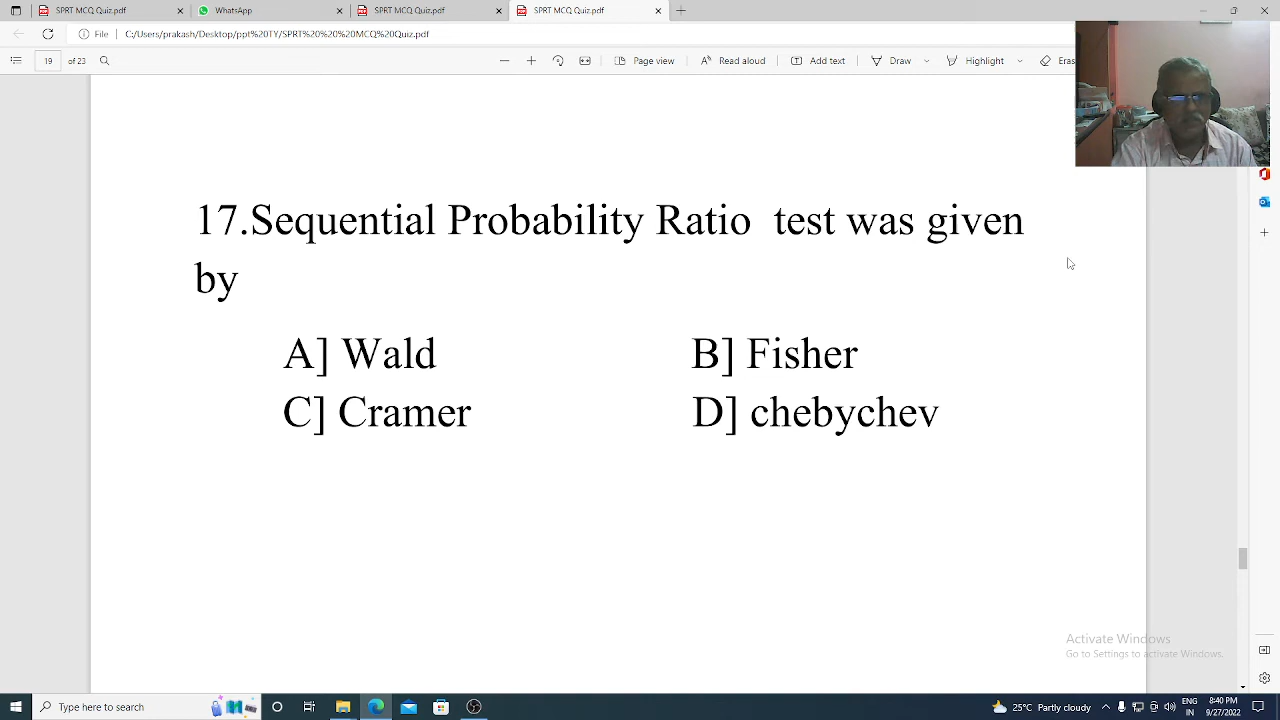 SPRT MCQ Quiz.pdf
WhatsApp
SPRT MCQ Quiz.pdf
SPRT MCQ Quiz.pdf
File
C:/Users/prakash/Desktop/ppt%20TY/SPRT%20%20%20MCQ%20Quiz.pdf
19 of 23
Page view
Read aloud
Add text
Draw
Highlight
Eras
17.Sequential Probability Ratio test was given
by
A] Wald B] Fisher
C] Cramer D] chebychev
Activate Windows
Go to Settings to activate Windows.
Type here to search
25°C Partly cloudy
ENG
IN
8:40 PM
9/27/2022